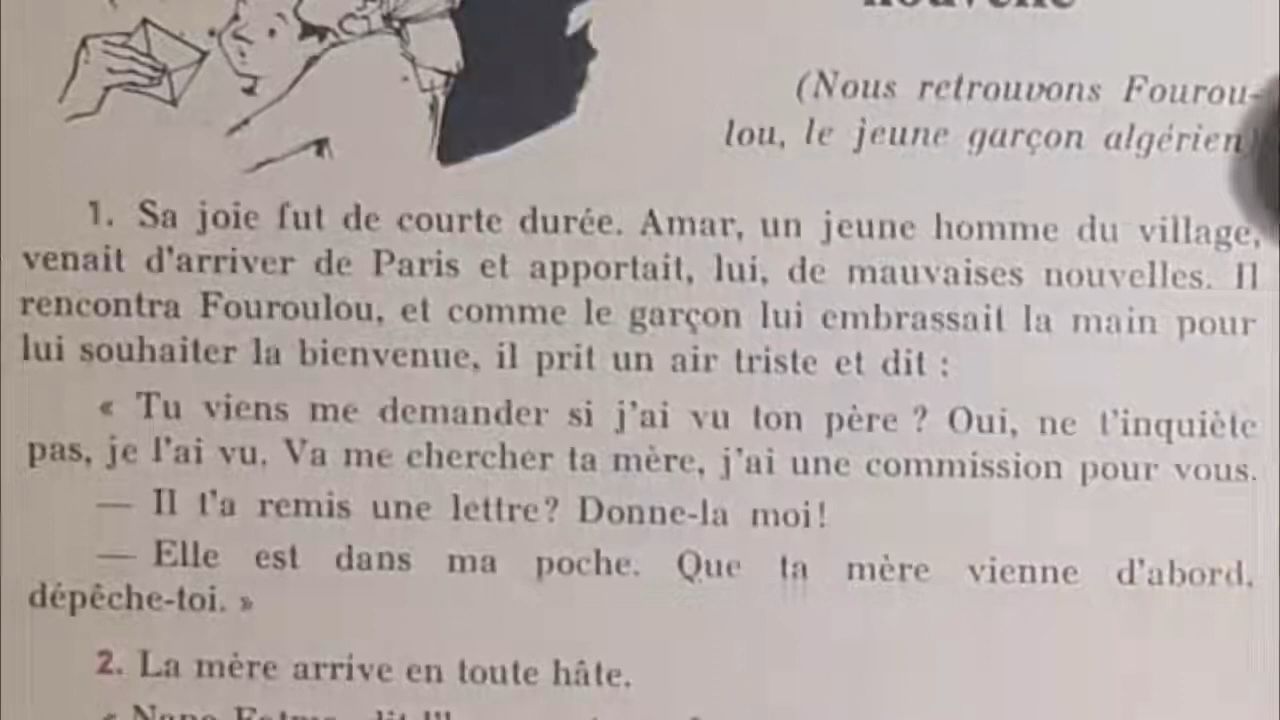 nouvelle
(Nous retrouvons Fourou-
lou, le jeune garçon algérien)
1. Sa joie fut de courte durée. Amar, un jeune homme du village,
venait d'arriver de Paris et apportait, lui, de mauvaises nouvelles. Il
rencontra Fouroulou, et comme le garçon lui embrassait la main pour
lui souhaiter la bienvenue, il prit un air triste et dit :
« Tu viens me demander si j'ai vu ton père ? Oui, ne t'inquiète
pas, je l'ai vu. Va me chercher ta mère, j'ai une commission pour vous.
— Il t'a remis une lettre? Donne-la moi!
— Elle est dans ma poche. Que ta mère vienne d'abord,
dépêche-toi. »
2. La mère arrive en toute hâte.